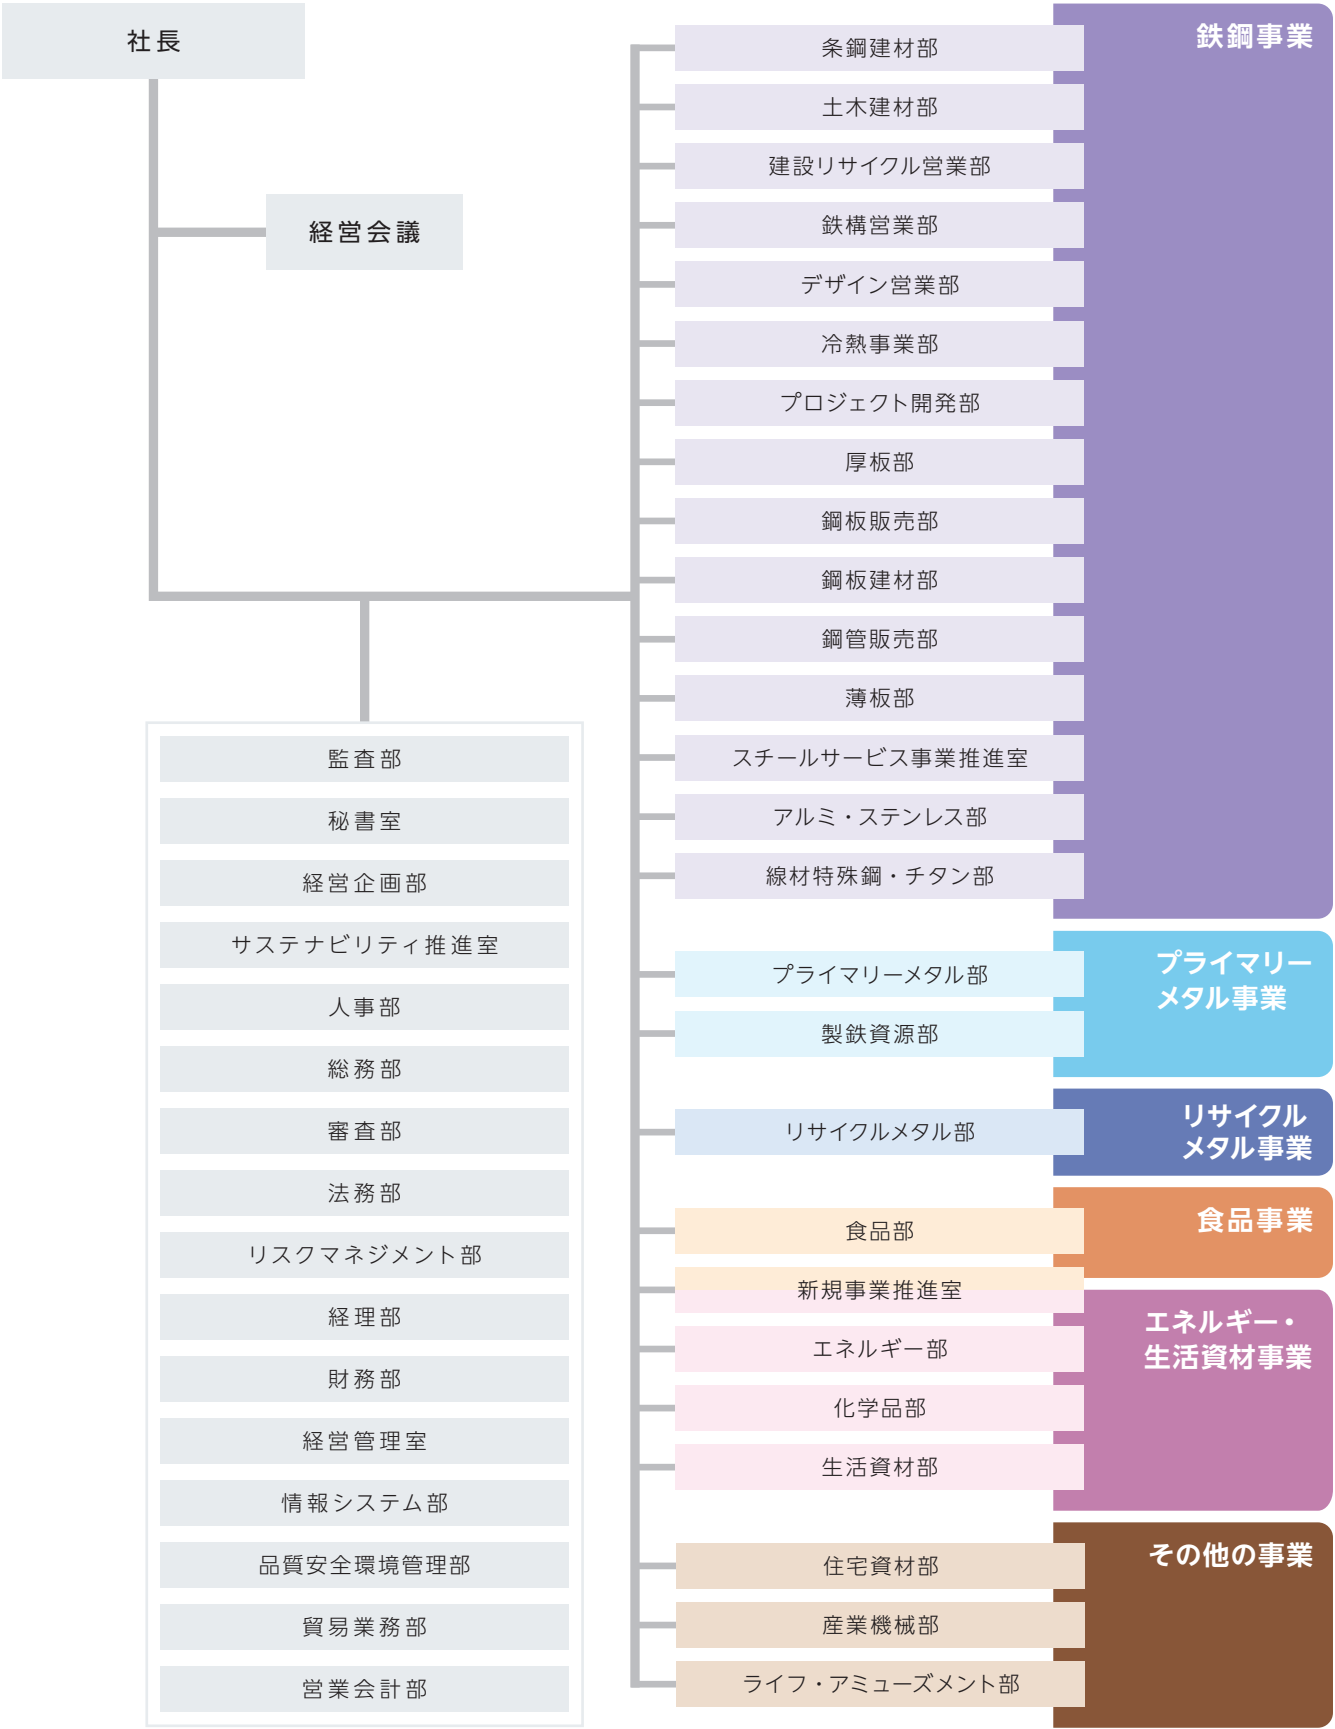 社長
経営会議
監査部
秘書室
経営企画部
サステナビリティ推進室
人事部
総務部
審査部
法務部
リスクマネジメント部
経理部
財務部
経営管理室
情報システム部
品質安全環境管理部
貿易業務部
営業会計部
鉄鋼事業
条鋼建材部
土木建材部
建設リサイクル営業部
鉄構営業部
デザイン営業部
冷熱事業部
プロジェクト開発部
厚板部
鋼板販売部
鋼板建材部
鋼管販売部
薄板部
スチールサービス事業推進室
アルミ・ステンレス部
線材特殊鋼・チタン部
プライマリー
メタル事業
プライマリーメタル部
製鉄資源部
リサイクル
メタル事業
リサイクルメタル部
食品事業
食品部
新規事業推進室
エネルギー・
生活資材事業
エネルギー部
化学品部
生活資材部
その他の事業
住宅資材部
産業機械部
ライフ・アミューズメント部